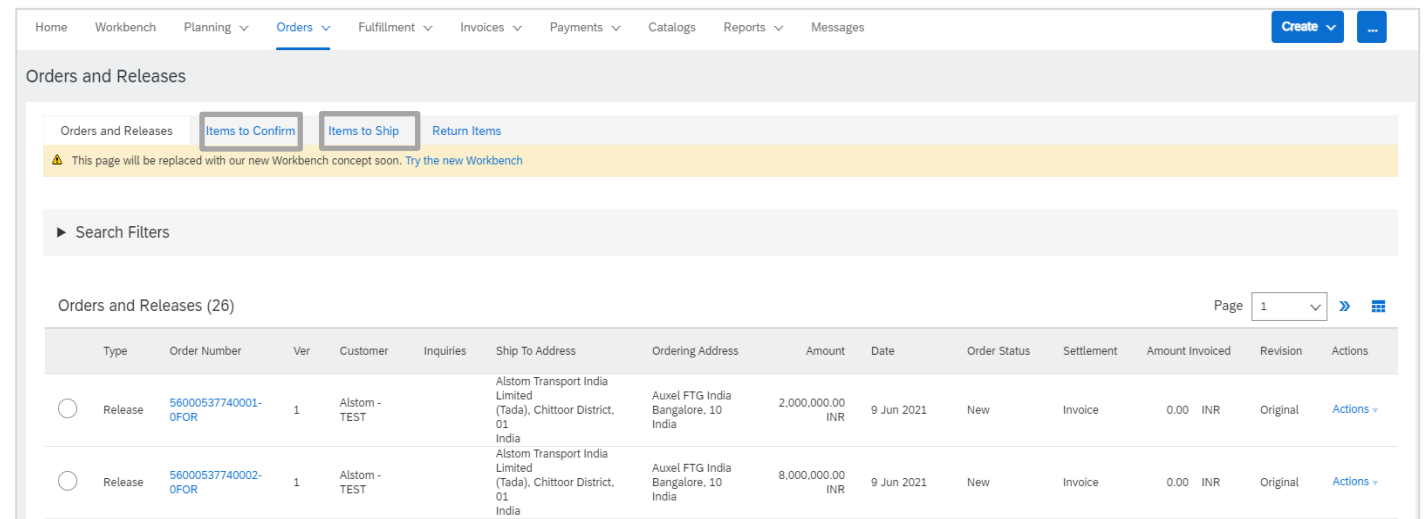 Home Workbench Planning Orders Fulfillment Invoices Payments Catalogs Reports Messages Create ...
Orders and Releases
Orders and Releases Items to Confirm Items to Ship Return Items
This page will be replaced with our new Workbench concept soon. Try the new Workbench
Search Filters
Orders and Releases (26) Page 1
Type Order Number Ver Customer Inquiries Ship To Address Ordering Address Amount Date Order Status Settlement Amount Invoiced Revision Actions
Release
56000537740001-
0FOR
1
Alstom -
TEST
Alstom Transport India
Limited
(Tada), Chittoor District,
01
India
Auxel FTG India
Bangalore, 10
India
2,000,000.00
INR
9 Jun 2021
New
Invoice
0.00 INR
Original
Actions
Release
56000537740002-
0FOR
1
Alstom -
TEST
Alstom Transport India
Limited
(Tada), Chittoor District,
01
India
Auxel FTG India
Bangalore, 10
India
8,000,000.00
INR
9 Jun 2021
New
Invoice
0.00 INR
Original
Actions